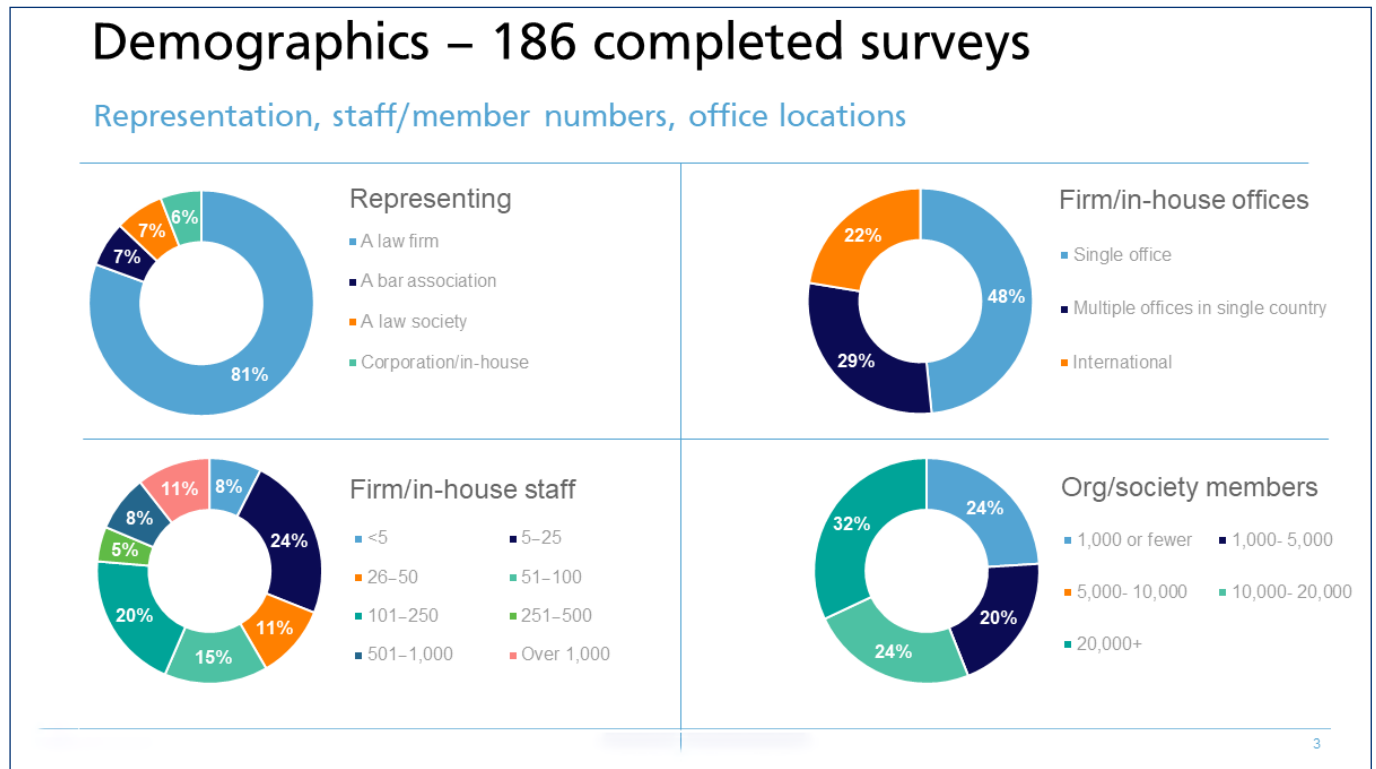 Demographics – 186 completed surveys
Representation, staff/member numbers, office locations
Representing
A law firm
A bar association
A law society
Corporation/in-house
6%
7%
7%
81%
Firm/in-house offices
Single office
Multiple offices in single country
International
22%
48%
29%
Firm/in-house staff
<5
5–25
26–50
51–100
101–250
251–500
501–1,000
Over 1,000
11%
8%
8%
24%
5%
20%
11%
15%
Org/society members
1,000 or fewer
1,000- 5,000
5,000- 10,000
10,000- 20,000
20,000+
24%
32%
20%
24%
3